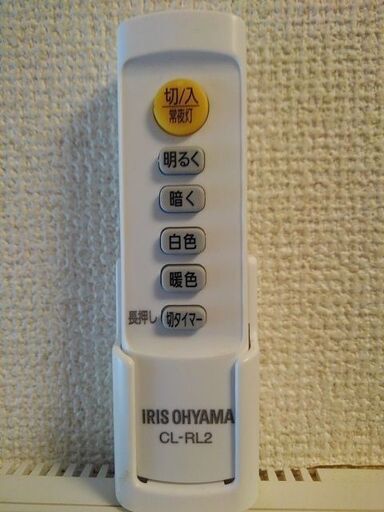 切/入
常夜灯
明るく
暗く
白色
暖色
長押し 切タイマー
IRIS OHYAMA
CL-RL2